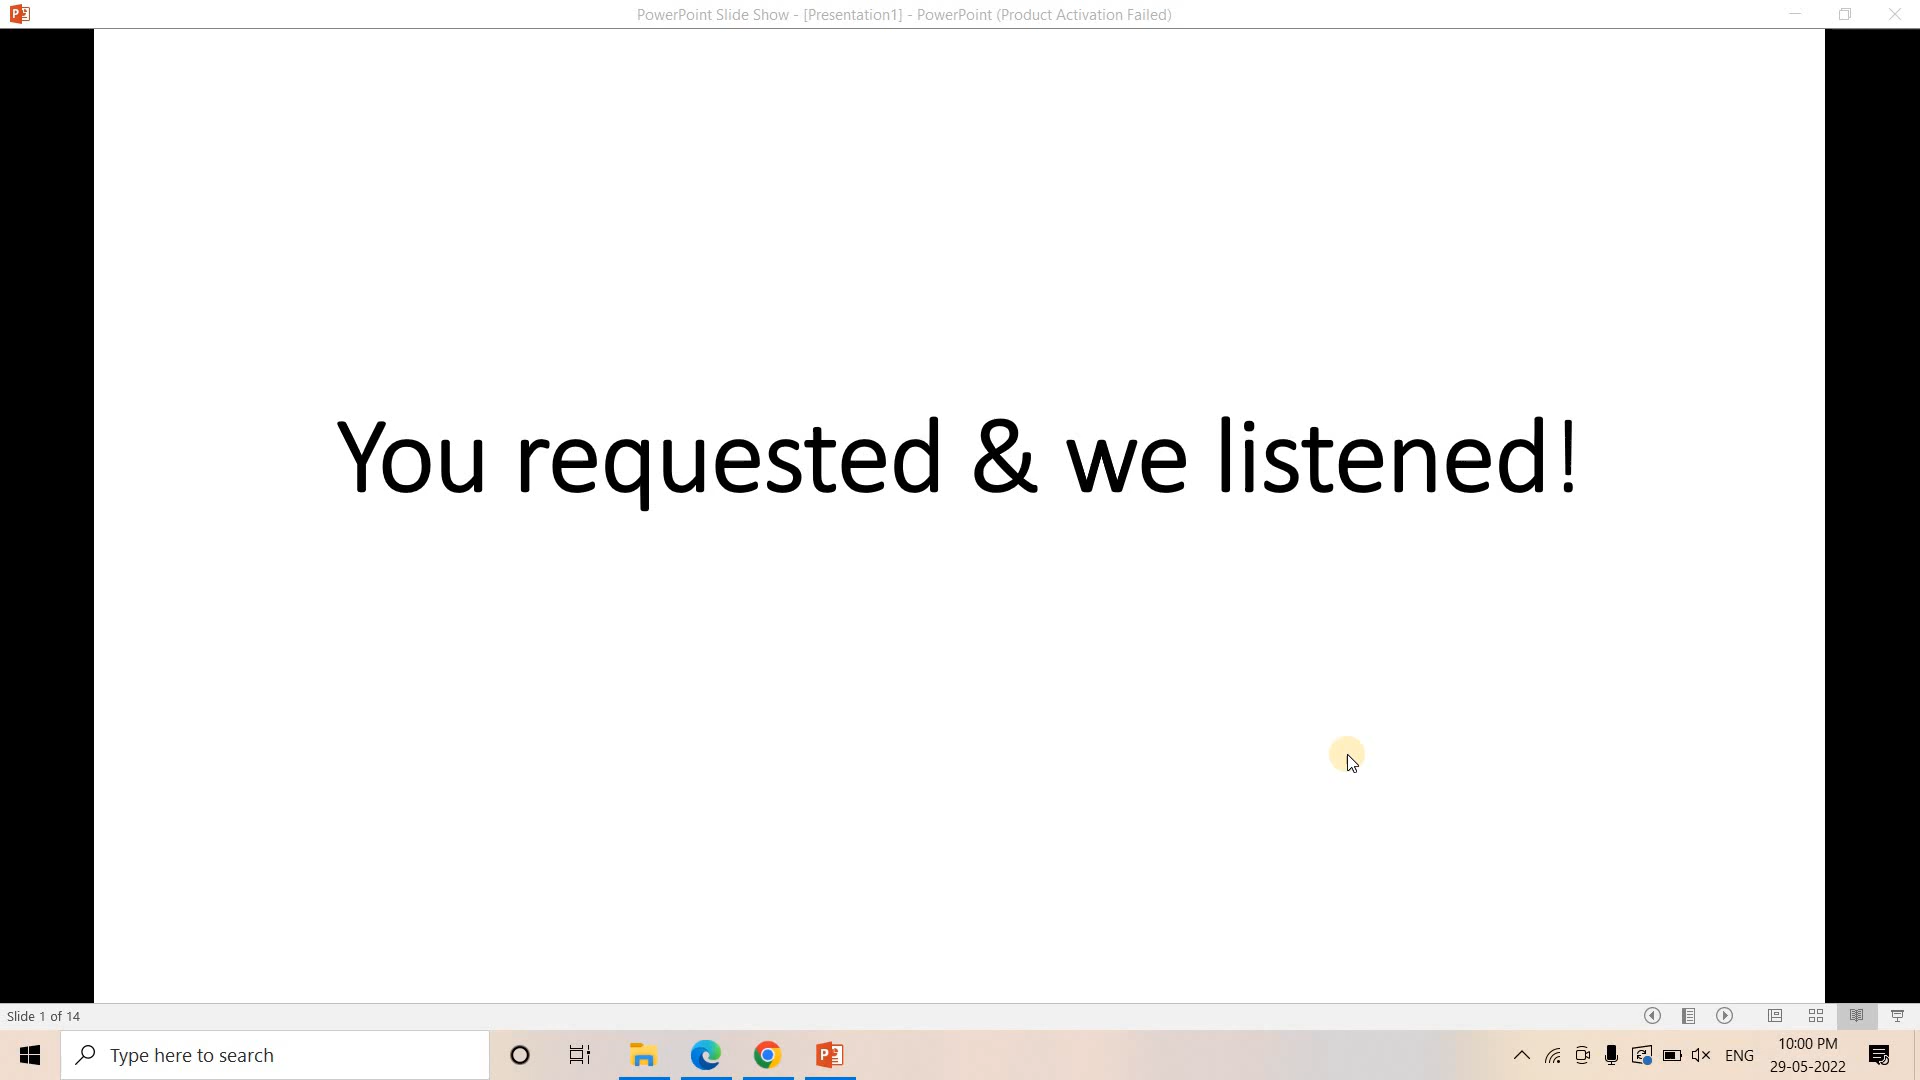 PowerPoint Slide Show - [Presentation1] - PowerPoint (Product Activation Failed)
You requested & we listened!
Slide 1 of 14
Type here to search
ENG
10:00 PM
29-05-2022